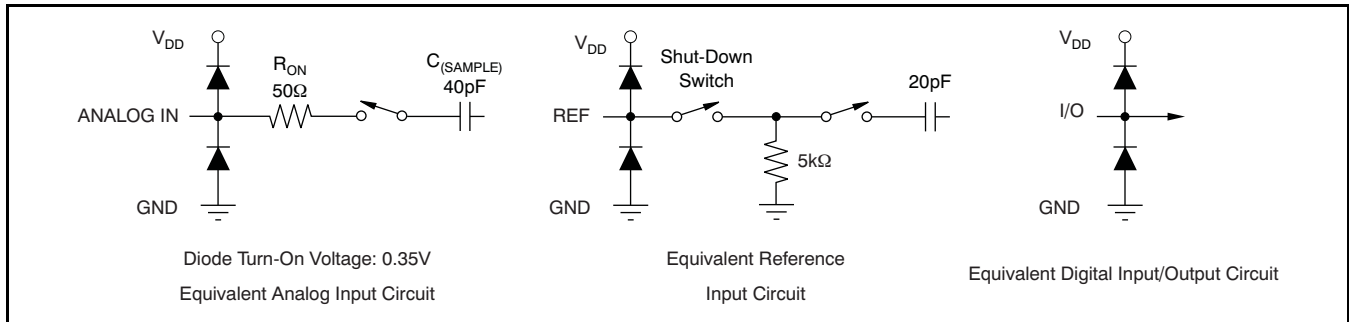 V_DD
R_ON
50Ω
C_(SAMPLE)
40pF
ANALOG IN
GND
Diode Turn-On Voltage: 0.35V
Equivalent Analog Input Circuit
V_DD
Shut-Down
Switch
20pF
REF
5kΩ
GND
Equivalent Reference
Input Circuit
V_DD
I/O
GND
Equivalent Digital Input/Output Circuit